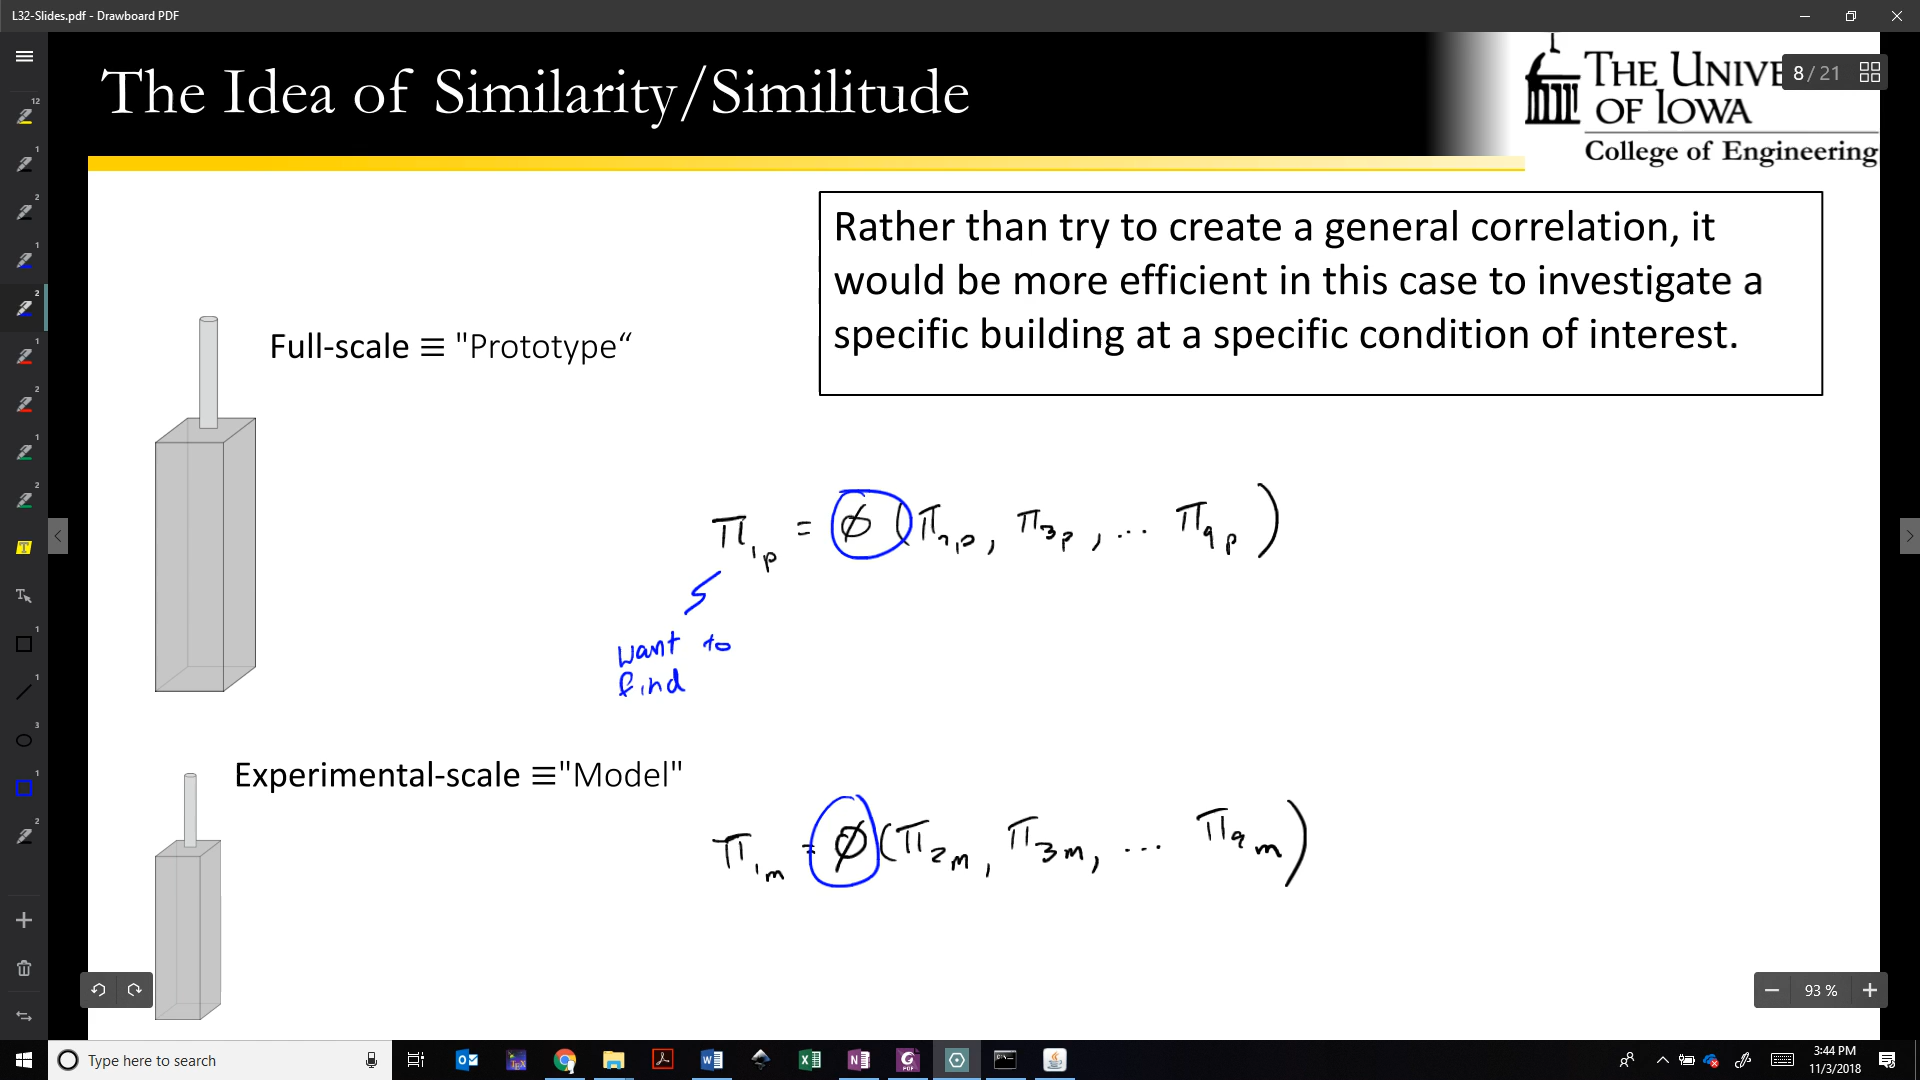 L32-Slides.pdf - Drawboard PDF
The Idea of Similarity/Similitude
THE UNIVE
OF IOWA
College of Engineering
8 / 21
Rather than try to create a general correlation, it
would be more efficient in this case to investigate a
specific building at a specific condition of interest.
Full-scale ≡ "Prototype“
π₁ₚ = ∅ (π₂ₚ, π₃ₚ, ... π₉ₚ)
want to
find
Experimental-scale ≡"Model"
π₁ₘ = ∅ (π₂ₘ, π₃ₘ, ... π₉ₘ)
93 %
Type here to search
3:44 PM
11/3/2018